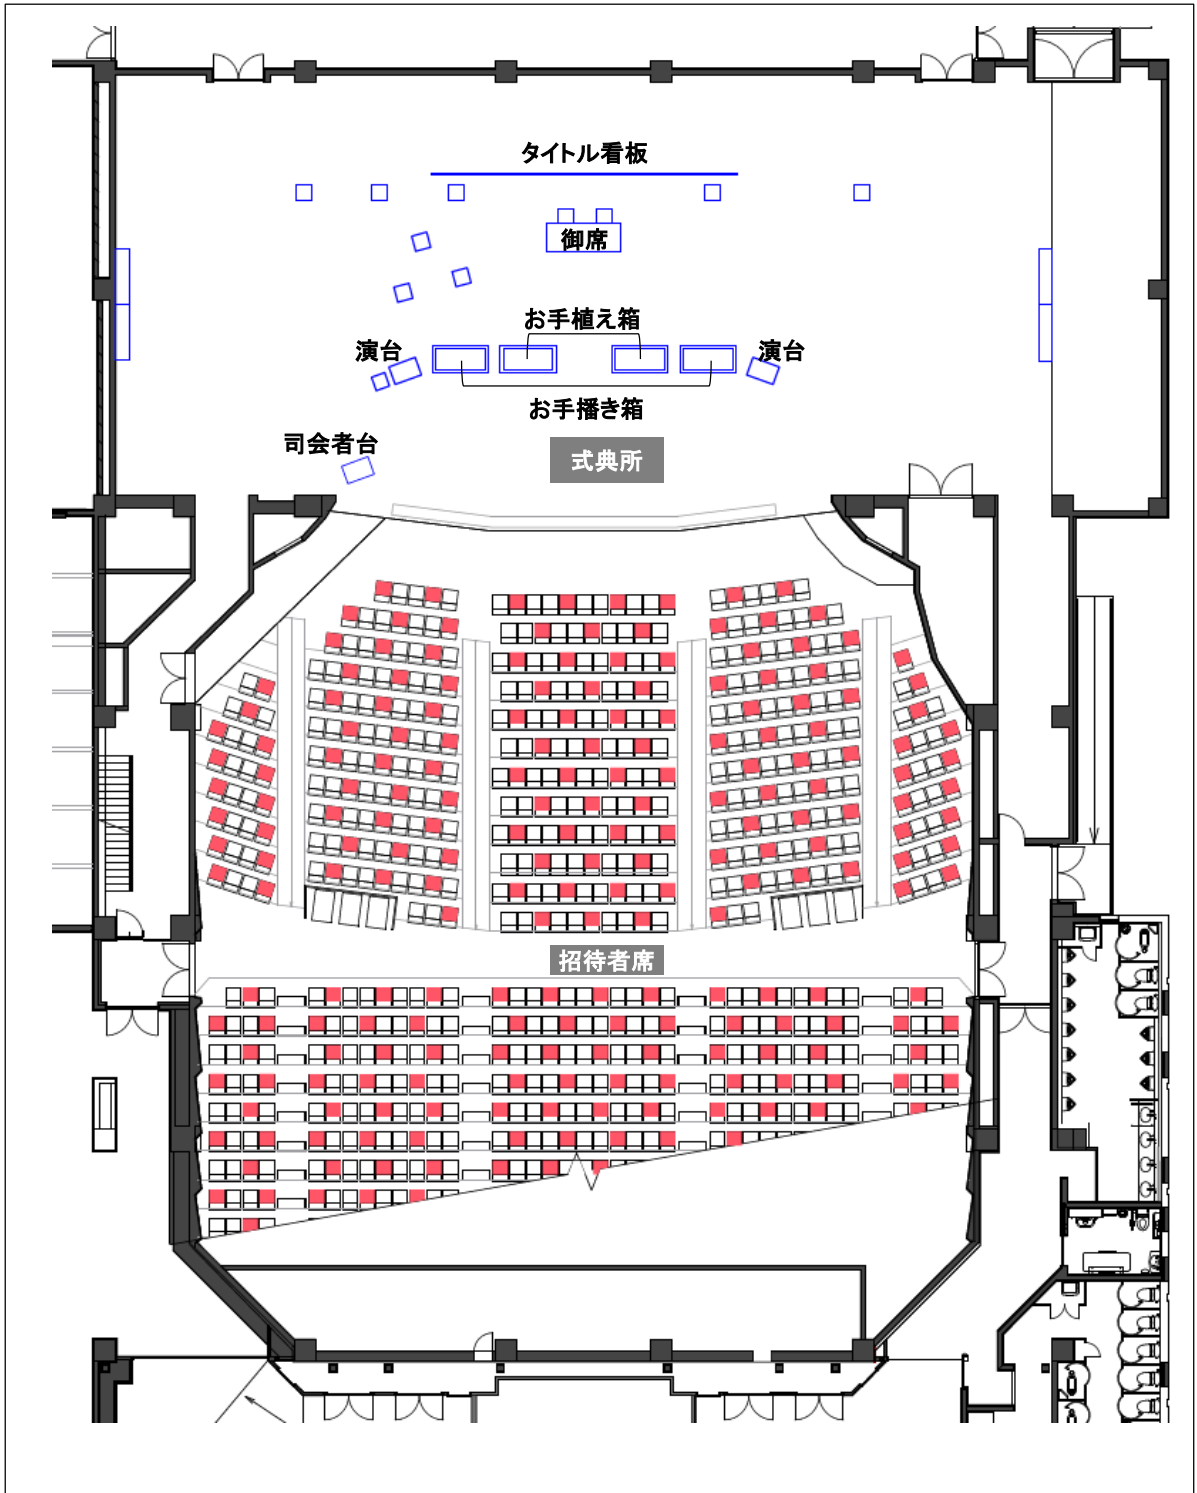 タイトル看板
御席
お手植え箱
演台
演台
お手播き箱
司会者台
式典所
招待者席